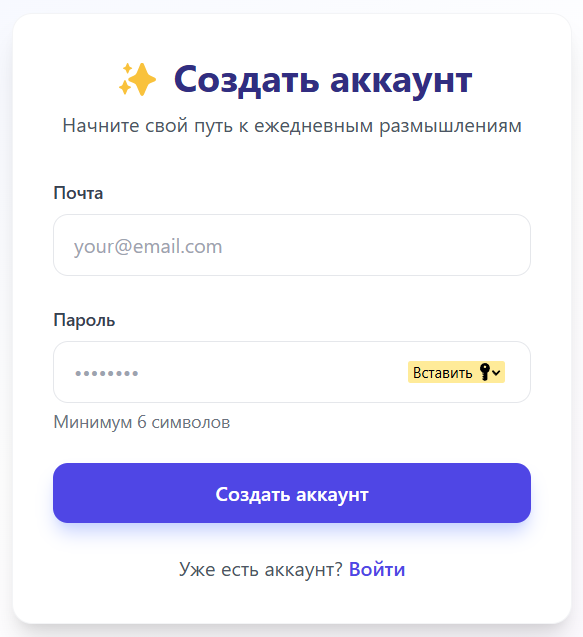 ✨ Создать аккаунт
Начните свой путь к ежедневным размышлениям
Почта
your@email.com
Пароль
••••••••
Вставить
Минимум 6 символов
Создать аккаунт
Уже есть аккаунт? Войти